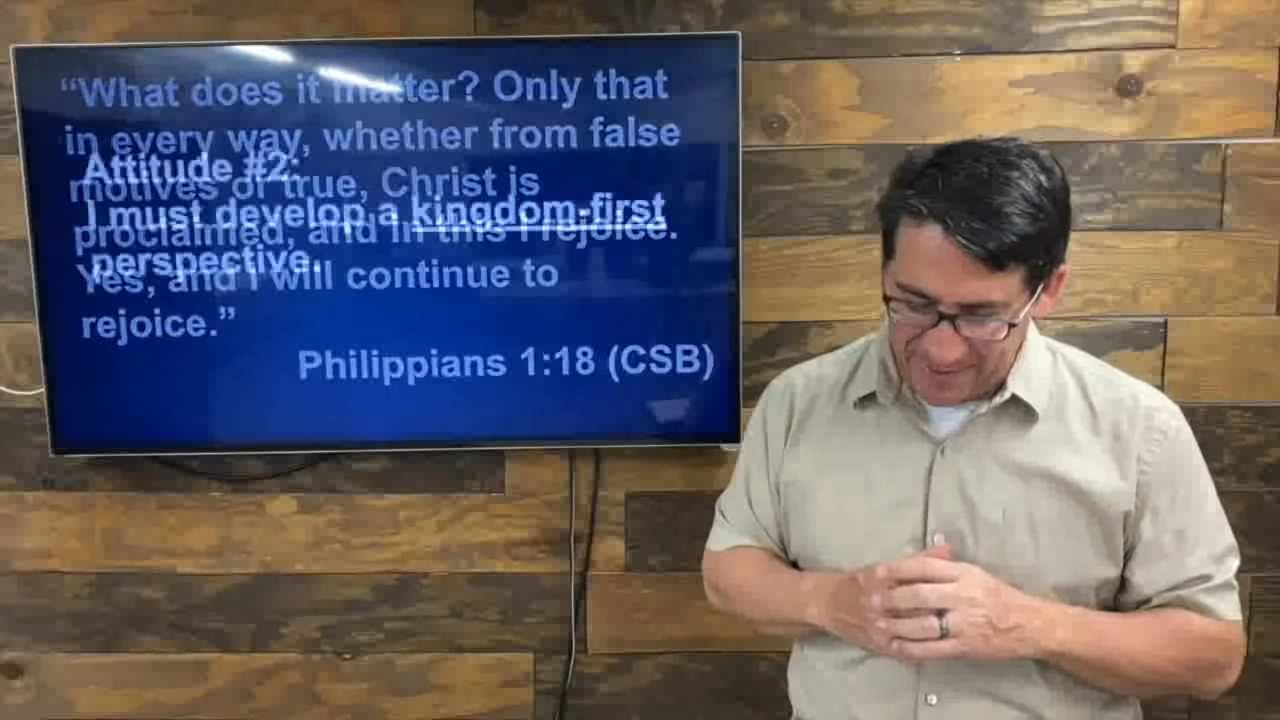 “What does it matter? Only that
in every way, whether from false
motives or true, Christ is
proclaimed, and in this I rejoice.
Yes, and I will continue to
rejoice.”
Philippians 1:18 (CSB)
Attitude #2:
I must develop a kingdom-first
perspective.